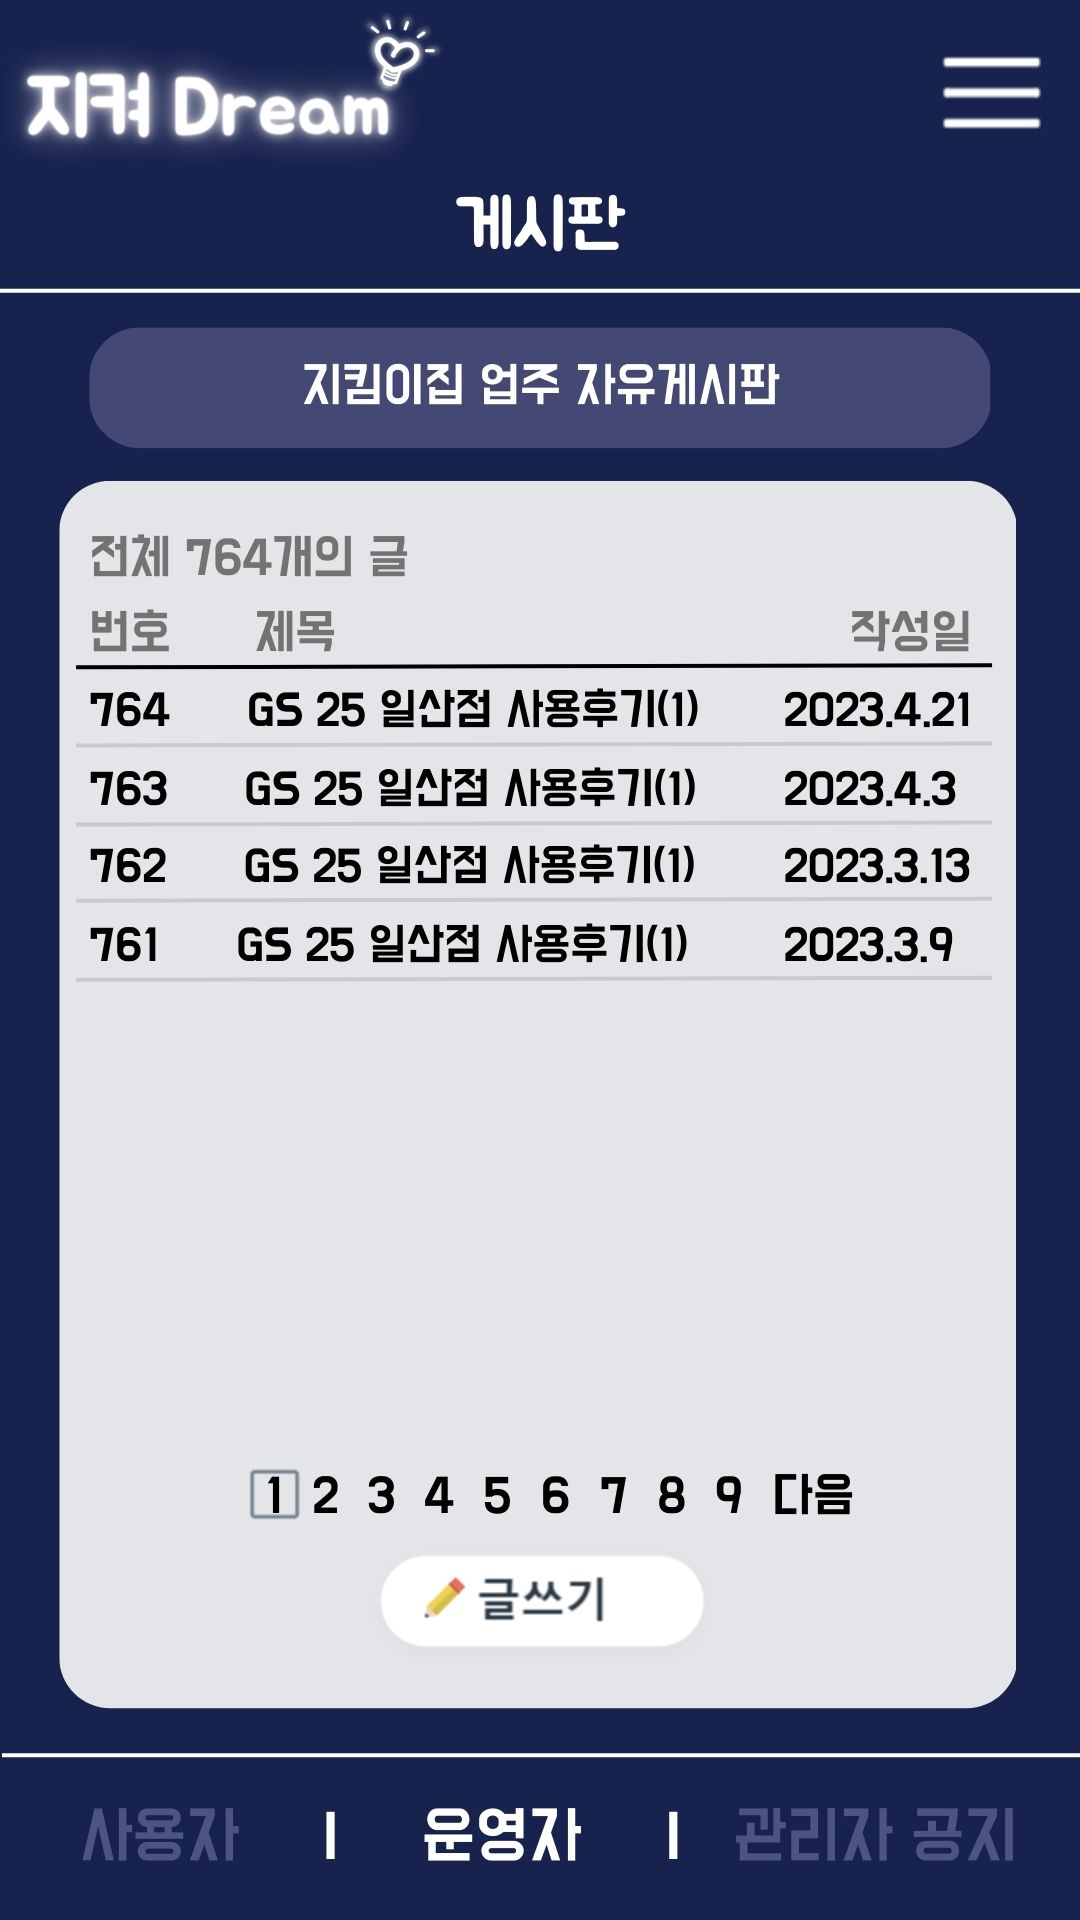 지켜 Dream
게시판
지킴이집 업주 자유게시판
전체 764개의 글
번호 제목 작성일
764 GS 25 일산점 사용후기(1) 2023.4.21
763 GS 25 일산점 사용후기(1) 2023.4.3
762 GS 25 일산점 사용후기(1) 2023.3.13
761 GS 25 일산점 사용후기(1) 2023.3.9
1 2 3 4 5 6 7 8 9 다음
글쓰기
사용자 | 운영자 | 관리자 공지